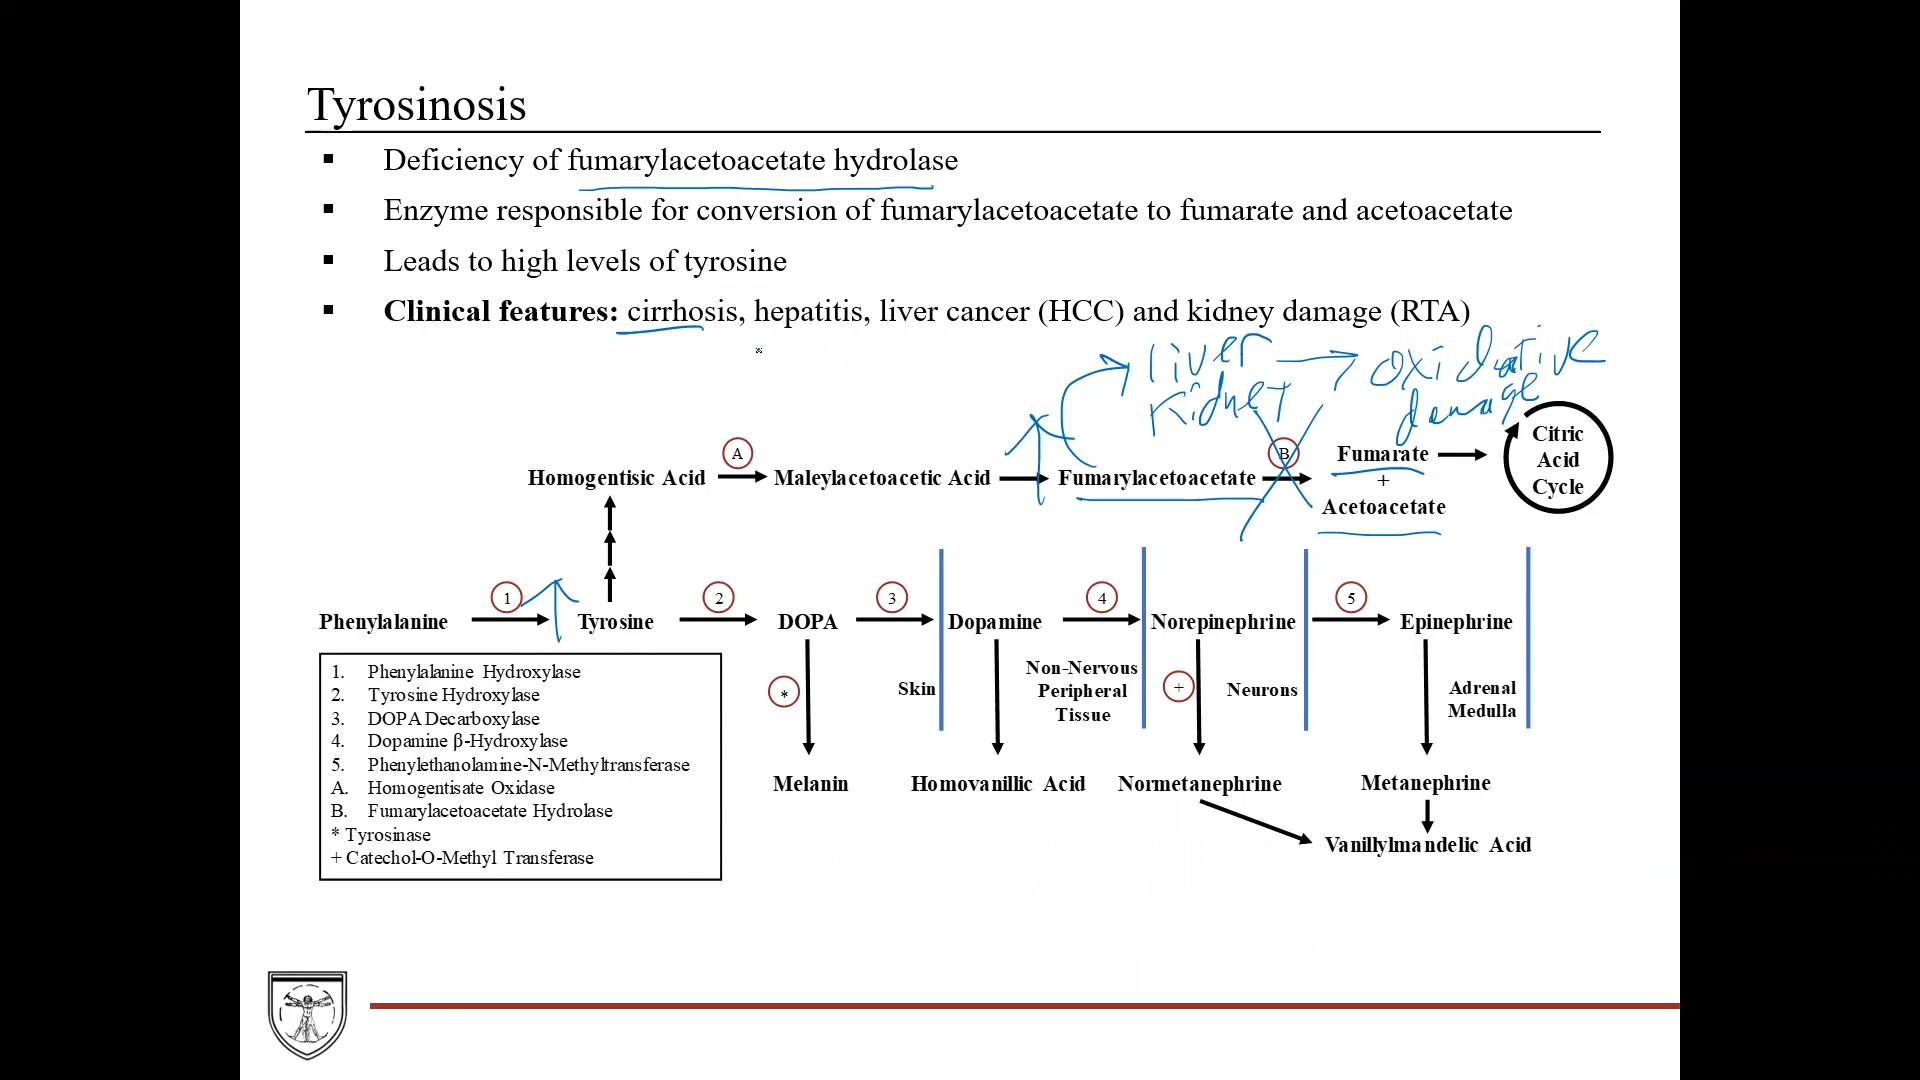 Tyrosinosis
▪ Deficiency of fumarylacetoacetate hydrolase
▪ Enzyme responsible for conversion of fumarylacetoacetate to fumarate and acetoacetate
▪ Leads to high levels of tyrosine
▪ Clinical features: cirrhosis, hepatitis, liver cancer (HCC) and kidney damage (RTA)
liver → oxidative
kidney damage
Homogentisic Acid
A
Maleylacetoacetic Acid
Fumarylacetoacetate
B
Fumarate
+
Acetoacetate
Citric
Acid
Cycle
Phenylalanine
1
Tyrosine
2
DOPA
3
Dopamine
4
Norepinephrine
5
Epinephrine
*
Skin
Non-Nervous
Peripheral
Tissue
+
Neurons
Adrenal
Medulla
Melanin
Homovanillic Acid
Normetanephrine
Metanephrine
Vanillylmandelic Acid
1. Phenylalanine Hydroxylase
2. Tyrosine Hydroxylase
3. DOPA Decarboxylase
4. Dopamine β-Hydroxylase
5. Phenylethanolamine-N-Methyltransferase
A. Homogentisate Oxidase
B. Fumarylacetoacetate Hydrolase
* Tyrosinase
+ Catechol-O-Methyl Transferase